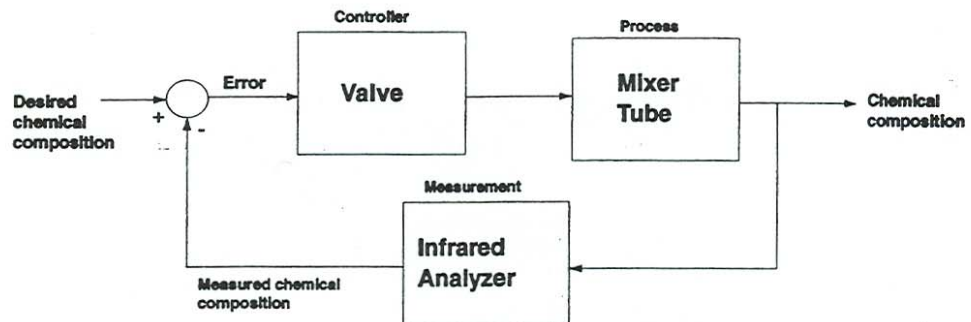 Controller
Process
Error
Valve
Mixer
Tube
Desired
chemical
composition
+
-
Chemical
composition
Measurement
Infrared
Analyzer
Measured chemical
composition